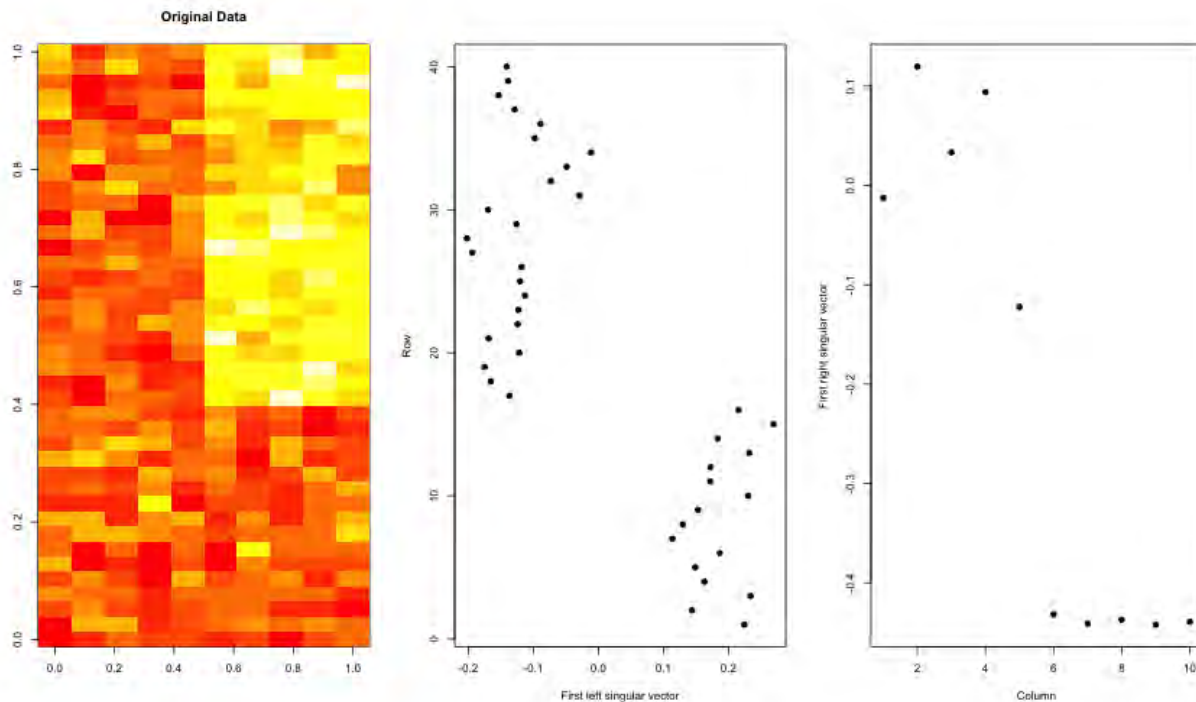 Original Data
1.0
0.8
0.6
0.4
0.2
0.0
0.0 0.2 0.4 0.6 0.8 1.0
Row
40
30
20
10
0
-0.2 -0.1 0.0 0.1 0.2
First left singular vector
First right singular vector
0.1
0.0
-0.1
-0.2
-0.3
-0.4
2 4 6 8 10
Column